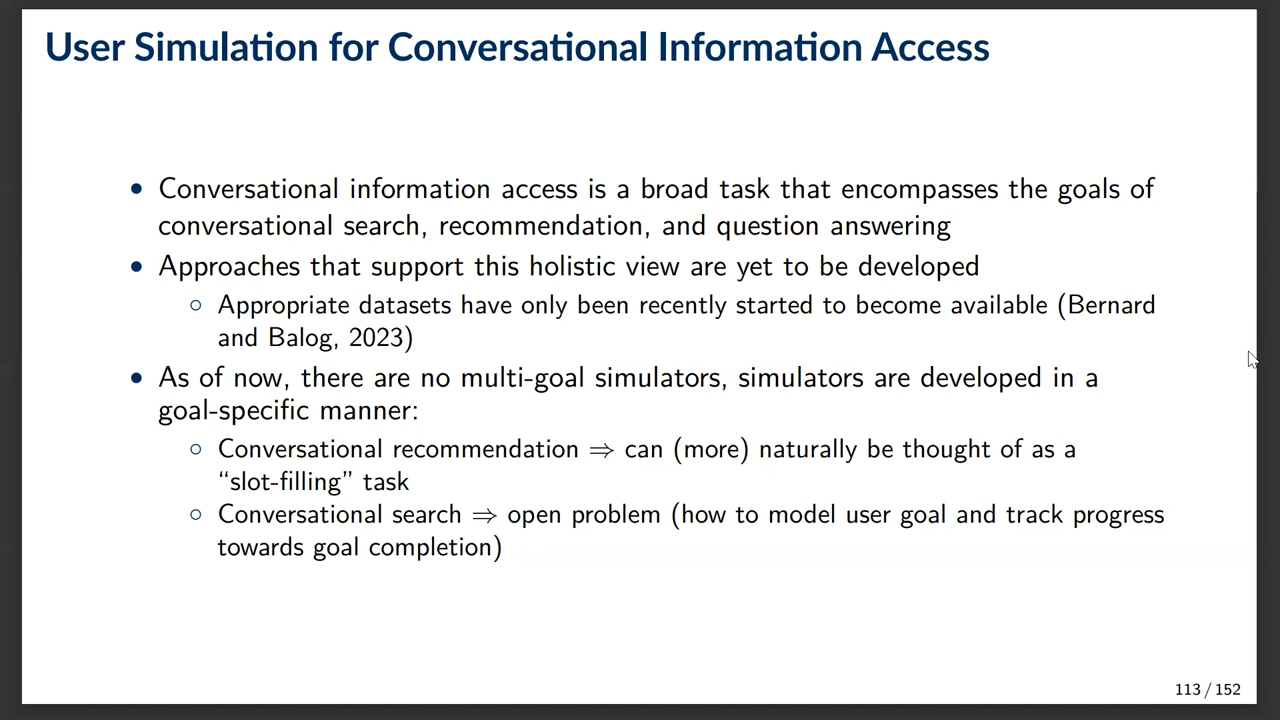 User Simulation for Conversational Information Access
• Conversational information access is a broad task that encompasses the goals of
conversational search, recommendation, and question answering
• Approaches that support this holistic view are yet to be developed
○ Appropriate datasets have only been recently started to become available (Bernard
and Balog, 2023)
• As of now, there are no multi-goal simulators, simulators are developed in a
goal-specific manner:
○ Conversational recommendation ⇒ can (more) naturally be thought of as a
“slot-filling” task
○ Conversational search ⇒ open problem (how to model user goal and track progress
towards goal completion)
113 / 152